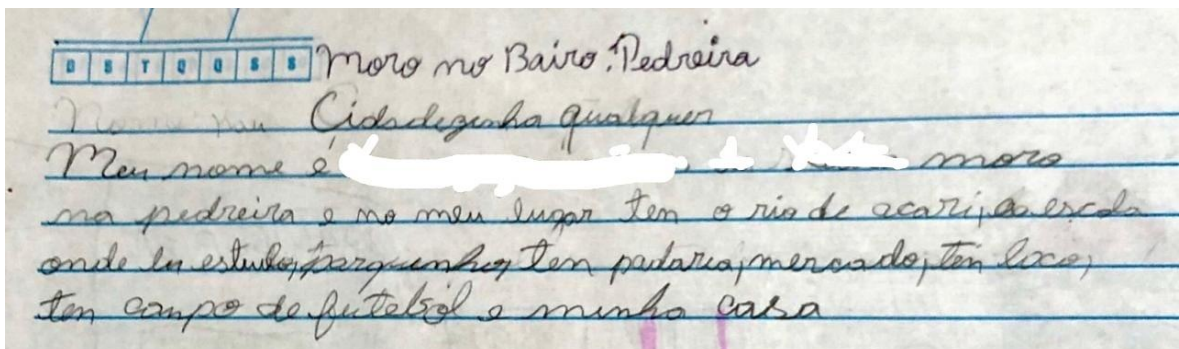 D S T Q Q S S Moro no Bairo: Pedreira
Cidadezinha qualquer
Meu nome é moro
na pedreira e no meu lugar ten o rio de acari, a escola
onde eu estudo, parquinho, ten padaria, mercado, ten
ten campo de futebol e minha casa